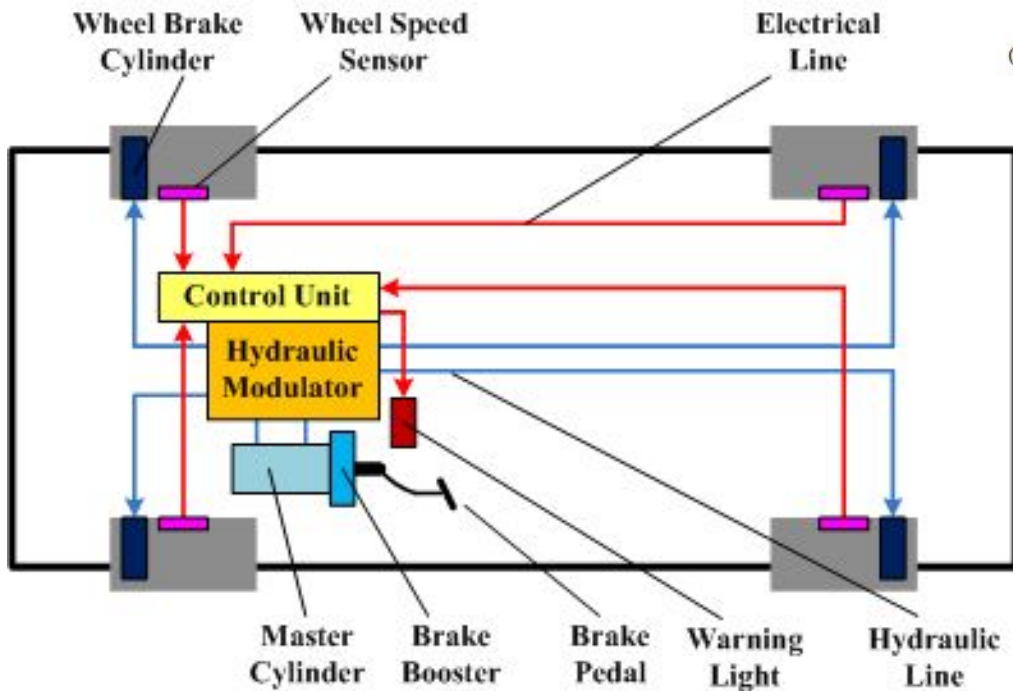 Wheel Brake
Cylinder
Wheel Speed
Sensor
Electrical
Line
Control Unit
Hydraulic
Modulator
Master
Cylinder
Brake
Booster
Brake
Pedal
Warning
Light
Hydraulic
Line